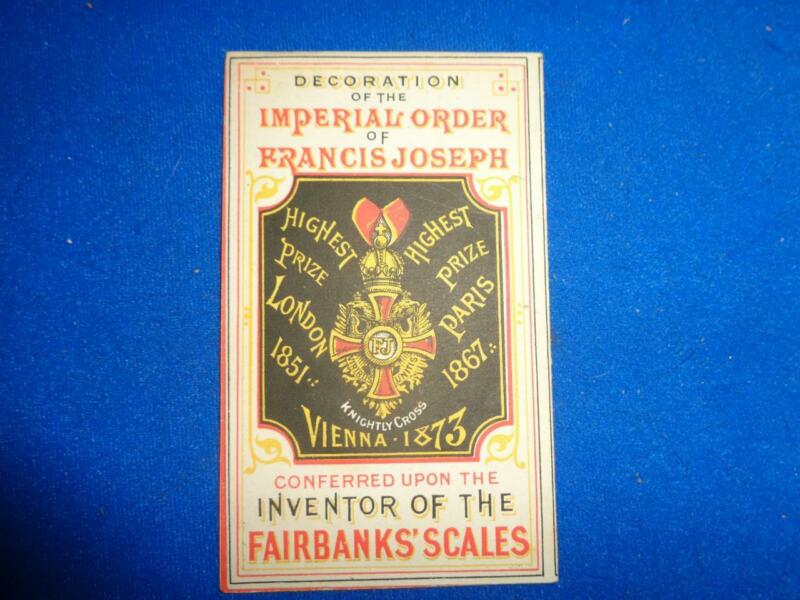 DECORATION
OF THE
IMPERIAL ORDER
OF
FRANCIS JOSEPH
HIGHEST
PRIZE
LONDON
1851.:
HIGHEST
PRIZE
PARIS
1867.:
FJ
KNIGHTLY CROSS
VIENNA · 1873
CONFERRED UPON THE
INVENTOR OF THE
FAIRBANKS' SCALES